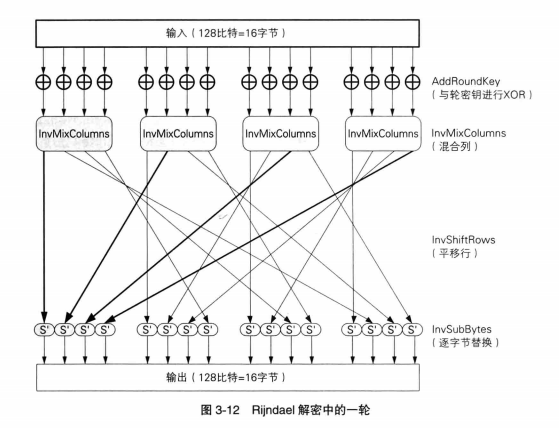 输入（128比特=16字节）
AddRoundKey
（与轮密钥进行XOR）
InvMixColumns InvMixColumns InvMixColumns InvMixColumns
InvMixColumns
（混合列）
InvShiftRows
（平移行）
S' S' S' S' S' S' S' S' S' S' S' S' S' S' S' S'
InvSubBytes
（逐字节替换）
输出（128比特=16字节）
图 3-12 Rijndael 解密中的一轮